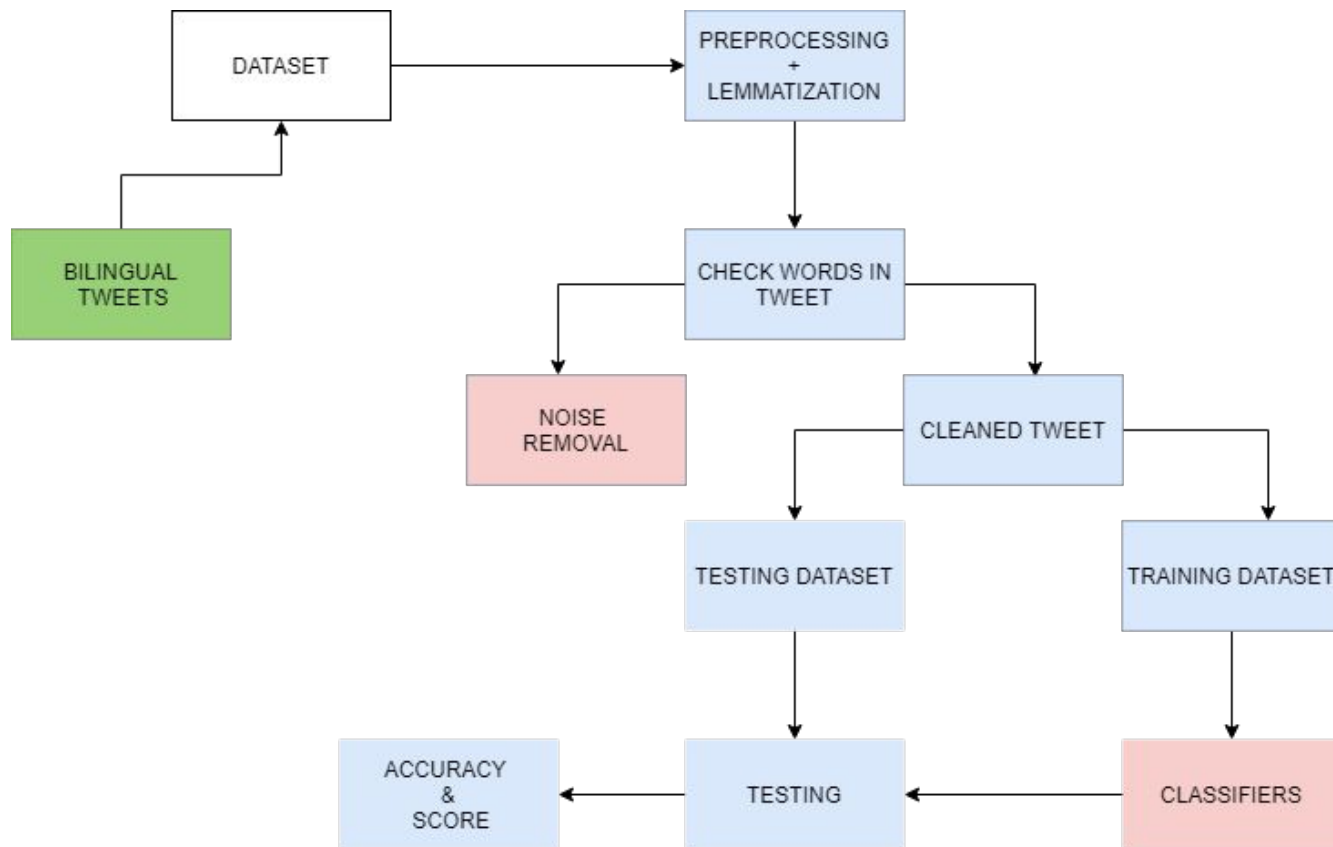 DATASET
PREPROCESSING
+
LEMMATIZATION
BILINGUAL
TWEETS
CHECK WORDS IN
TWEET
NOISE
REMOVAL
CLEANED TWEET
TESTING DATASET
TRAINING DATASET
ACCURACY
&
SCORE
TESTING
CLASSIFIERS